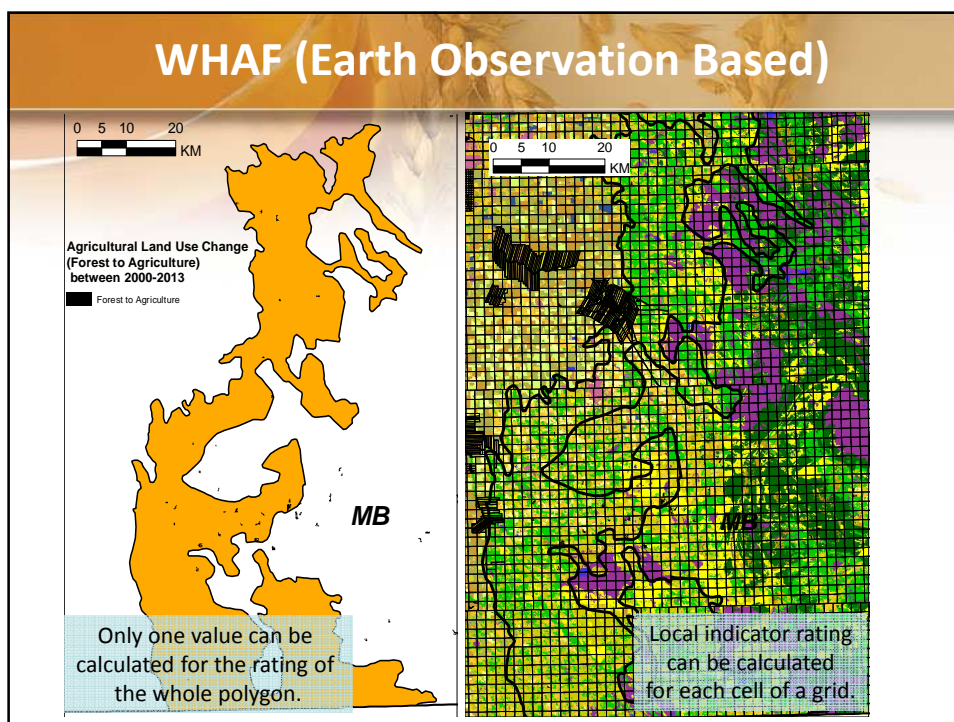 WHAF (Earth Observation Based)
0 5 10 20
KM
Agricultural Land Use Change
(Forest to Agriculture)
between 2000-2013
Forest to Agriculture
MB
Only one value can be
calculated for the rating of
the whole polygon.
0 5 10 20
KM
MB
Local indicator rating
can be calculated
for each cell of a grid.